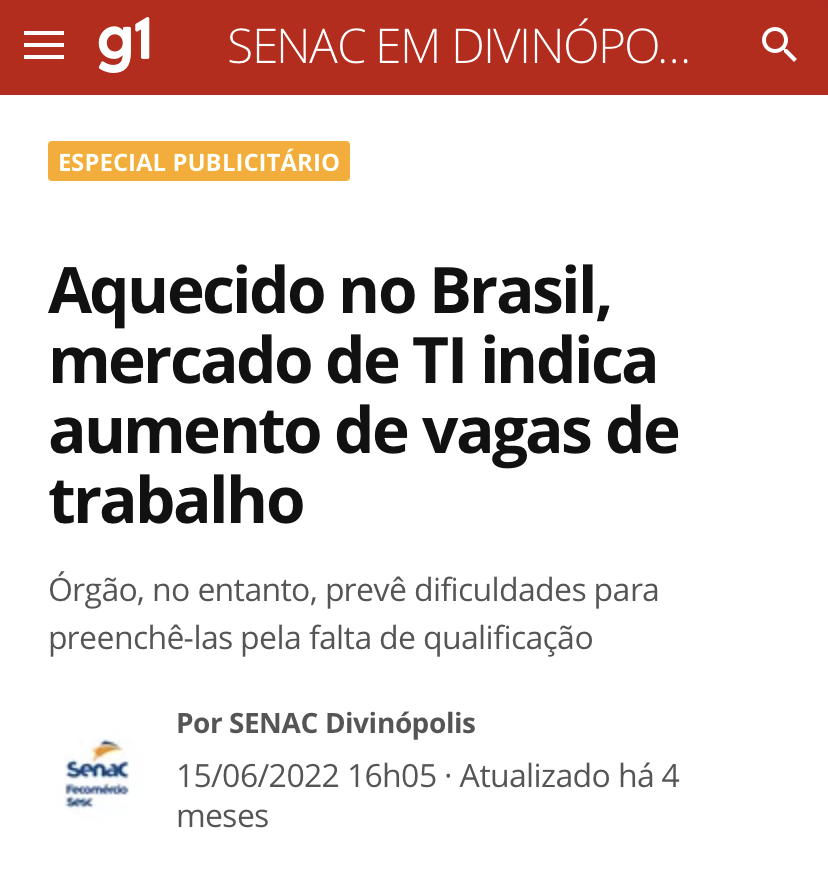 g1 SENAC EM DIVINÓPO...
ESPECIAL PUBLICITÁRIO
Aquecido no Brasil,
mercado de TI indica
aumento de vagas de
trabalho
Órgão, no entanto, prevê dificuldades para
preenchê-las pela falta de qualificação
Por SENAC Divinópolis
Senac
Fecomércio
Sesc
15/06/2022 16h05 · Atualizado há 4
meses